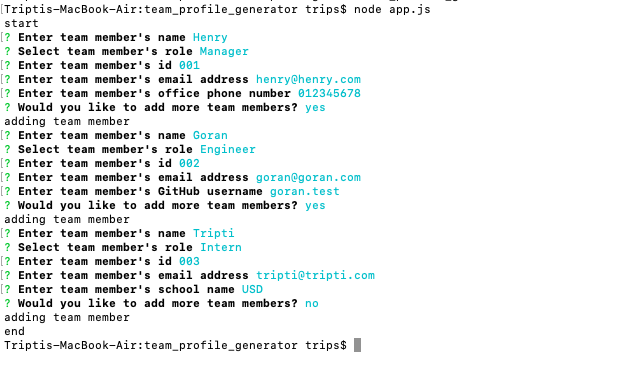 Triptis-MacBook-Air:team_profile_generator trips$ node app.js
start
? Enter team member's name Henry
? Select team member's role Manager
? Enter team member's id 001
? Enter team member's email address henry@henry.com
? Enter team member's office phone number 012345678
? Would you like to add more team members? yes
adding team member
? Enter team member's name Goran
? Select team member's role Engineer
? Enter team member's id 002
? Enter team member's email address goran@goran.com
? Enter team member's GitHub username goran.test
? Would you like to add more team members? yes
adding team member
? Enter team member's name Tripti
? Select team member's role Intern
? Enter team member's id 003
? Enter team member's email address tripti@tripti.com
? Enter team member's school name USD
? Would you like to add more team members? no
adding team member
end
Triptis-MacBook-Air:team_profile_generator trips$